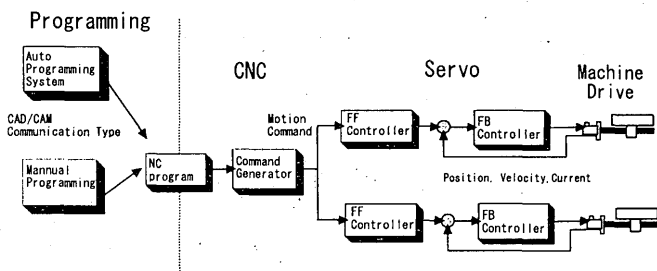 Programming
CNC
Servo
Machine
Drive
Auto
Programming
System
CAD/CAM
Communication Type
Mannual
Programming
NC
program
Command
Generator
Motion
Command
FF
Controller
FB
Controller
Position, Velocity, Current
FF
Controller
FB
Controller